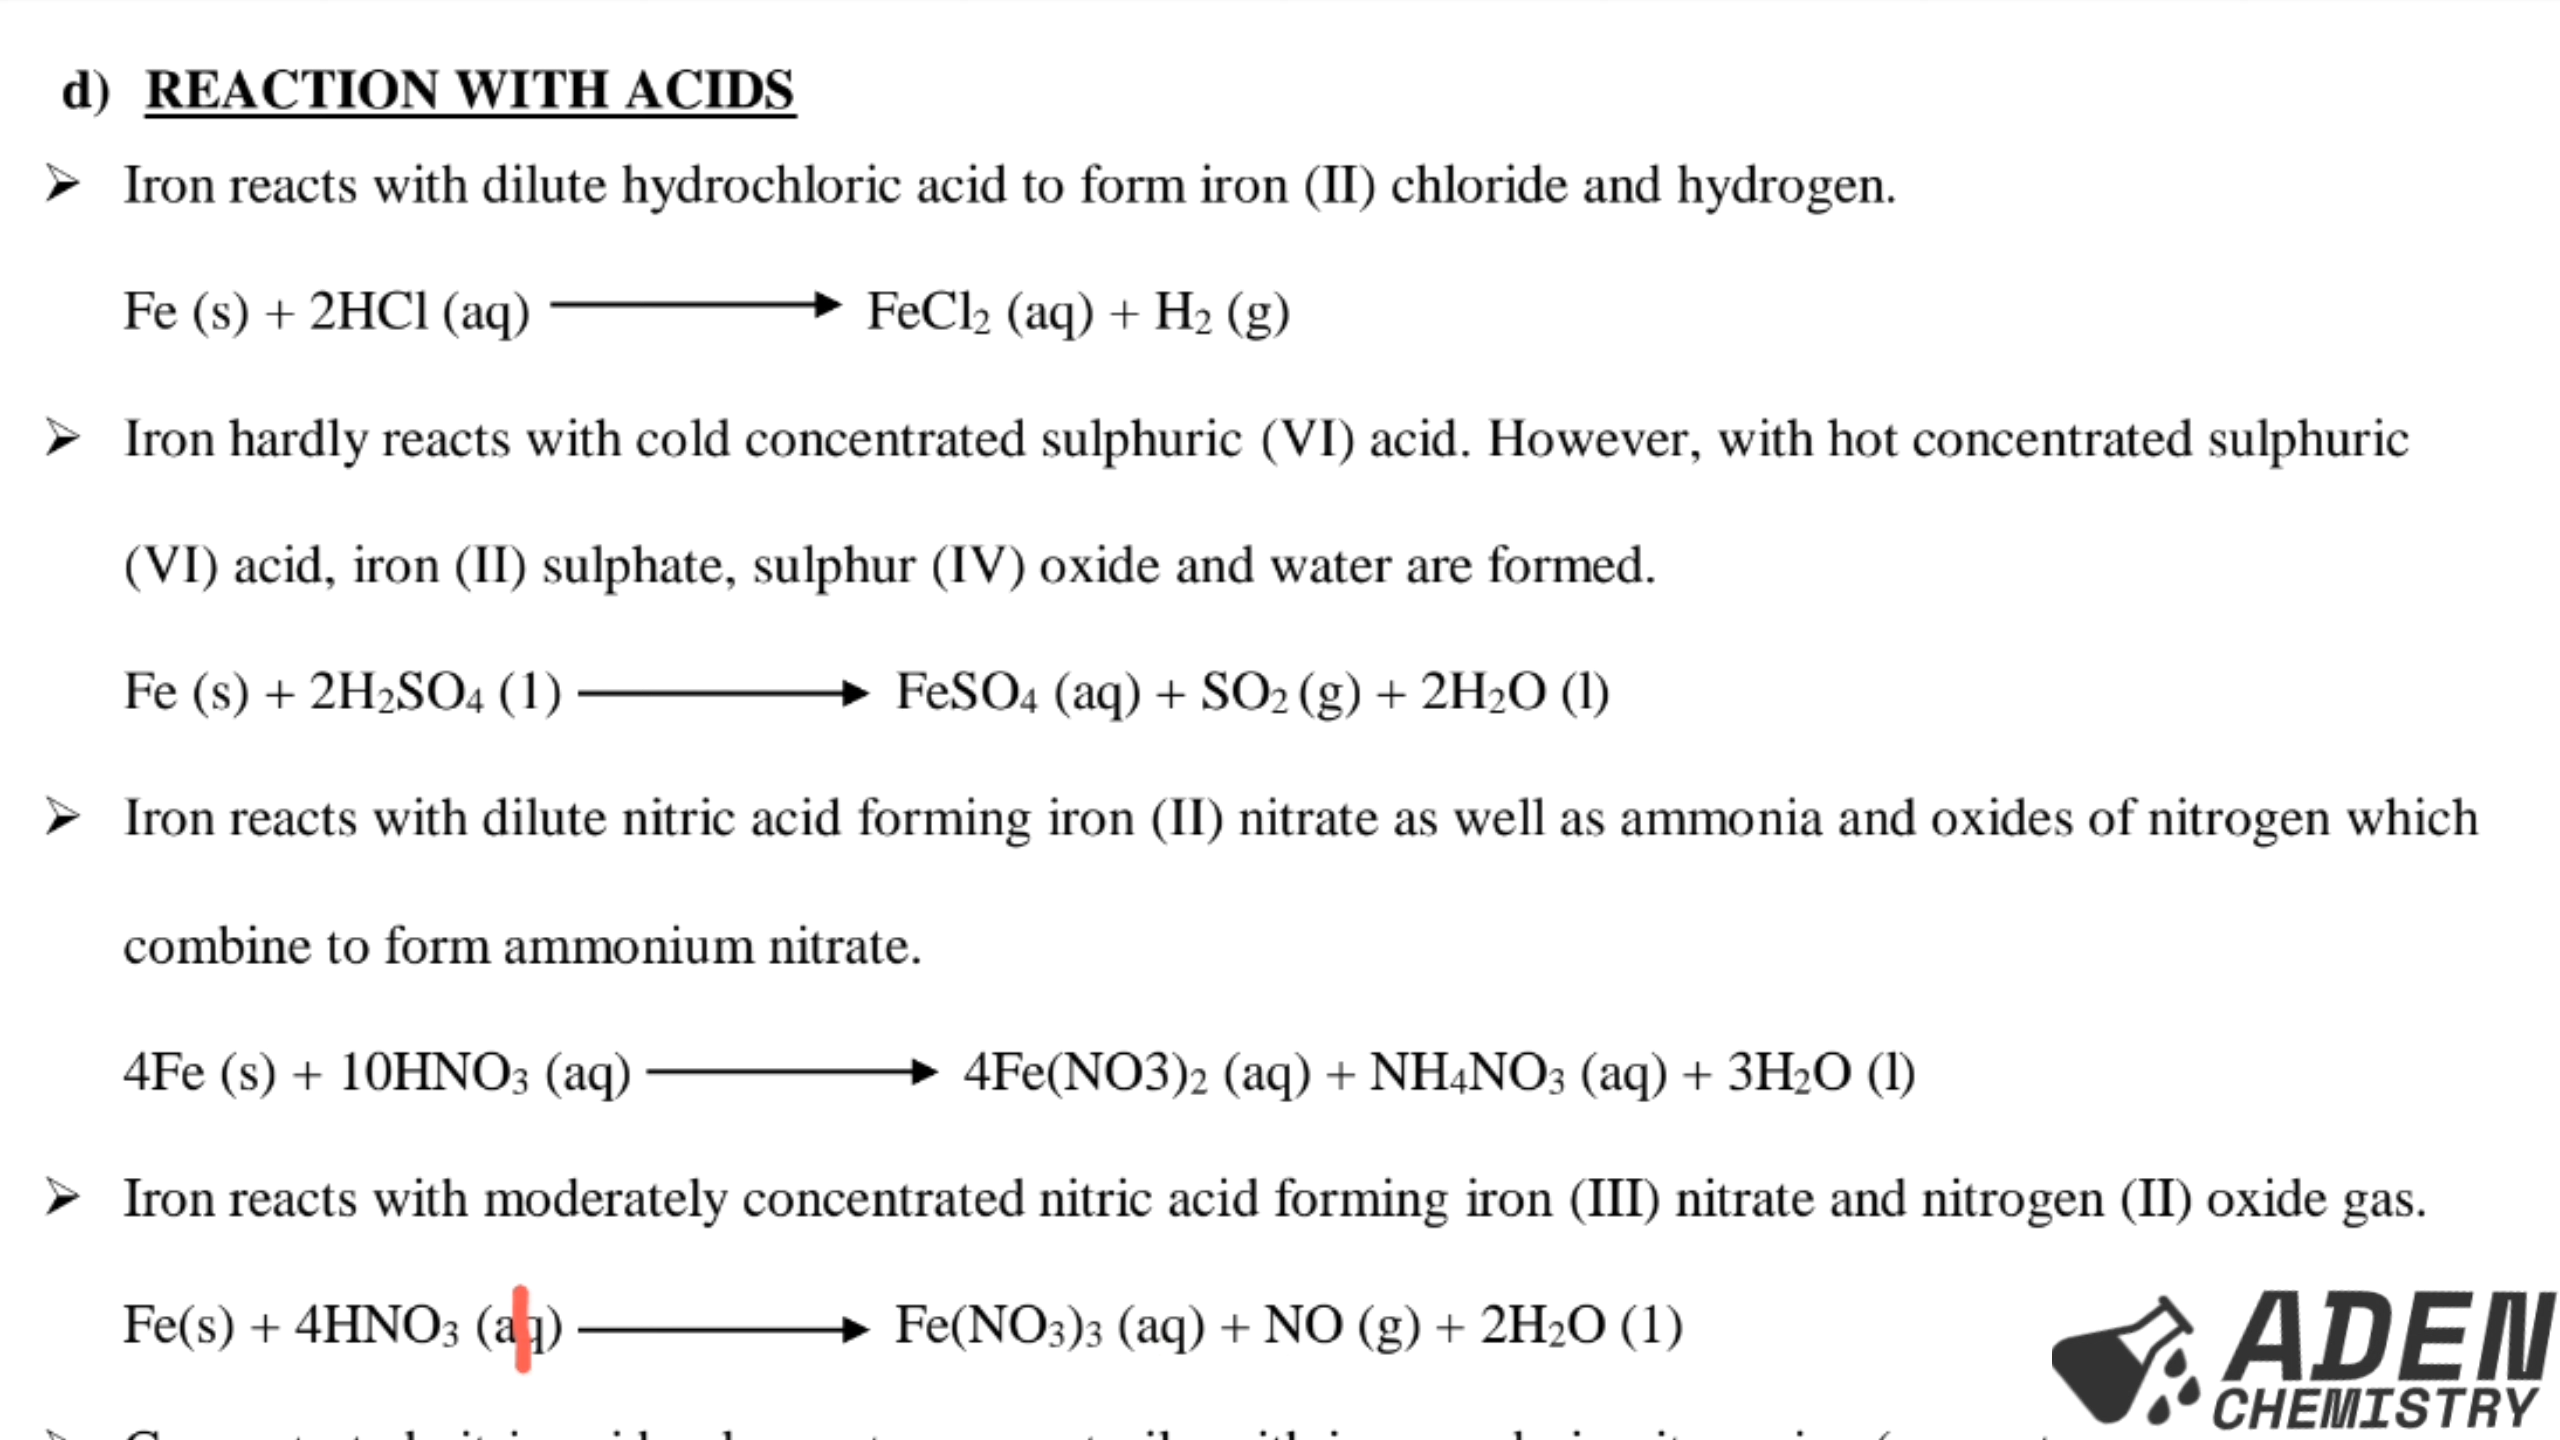 d) REACTION WITH ACIDS
➢ Iron reacts with dilute hydrochloric acid to form iron (II) chloride and hydrogen.
Fe (s) + 2HCl (aq) ⟶ FeCl₂ (aq) + H₂ (g)
➢ Iron hardly reacts with cold concentrated sulphuric (VI) acid. However, with hot concentrated sulphuric
(VI) acid, iron (II) sulphate, sulphur (IV) oxide and water are formed.
Fe (s) + 2H₂SO₄ (1) ⟶ FeSO₄ (aq) + SO₂ (g) + 2H₂O (l)
➢ Iron reacts with dilute nitric acid forming iron (II) nitrate as well as ammonia and oxides of nitrogen which
combine to form ammonium nitrate.
4Fe (s) + 10HNO₃ (aq) ⟶ 4Fe(NO3)₂ (aq) + NH₄NO₃ (aq) + 3H₂O (l)
➢ Iron reacts with moderately concentrated nitric acid forming iron (III) nitrate and nitrogen (II) oxide gas.
Fe(s) + 4HNO₃ (aq) ⟶ Fe(NO₃)₃ (aq) + NO (g) + 2H₂O (1)
ADEN
CHEMISTRY